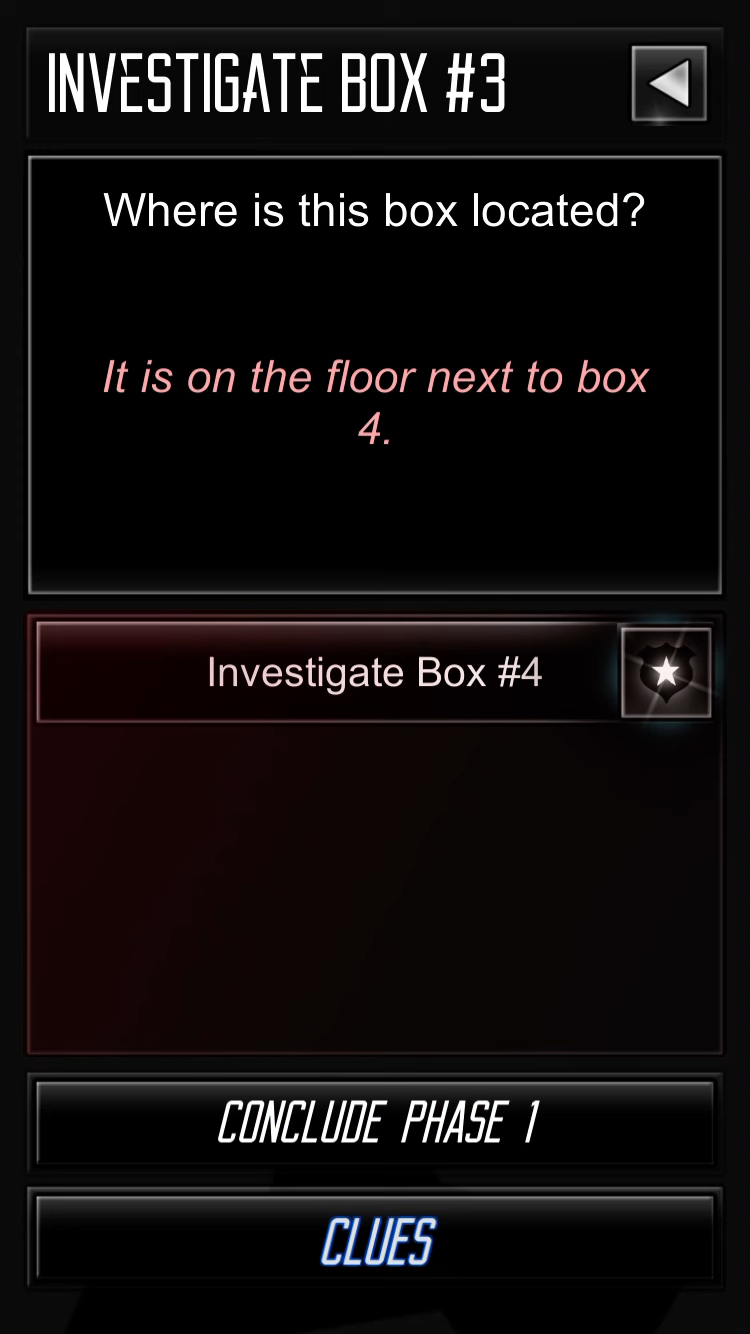 INVESTIGATE BOX #3
Where is this box located?
It is on the floor next to box
4.
Investigate Box #4
CONCLUDE PHASE 1
CLUES